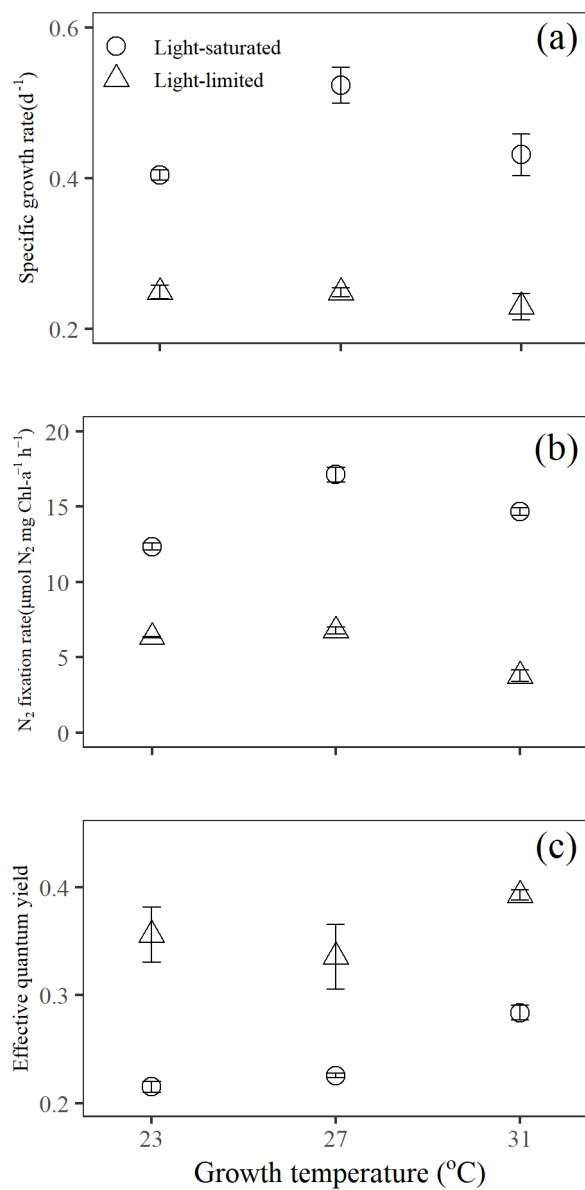 0.6
(a)
Light-saturated
Light-limited
Specific growth rate(d⁻¹)
0.4
0.2
20
(b)
N₂ fixation rate(μmol N₂ mg Chl-a⁻¹ h⁻¹)
15
10
5
0
(c)
Effective quantum yield
0.4
0.3
0.2
23 27 31
Growth temperature (°C)